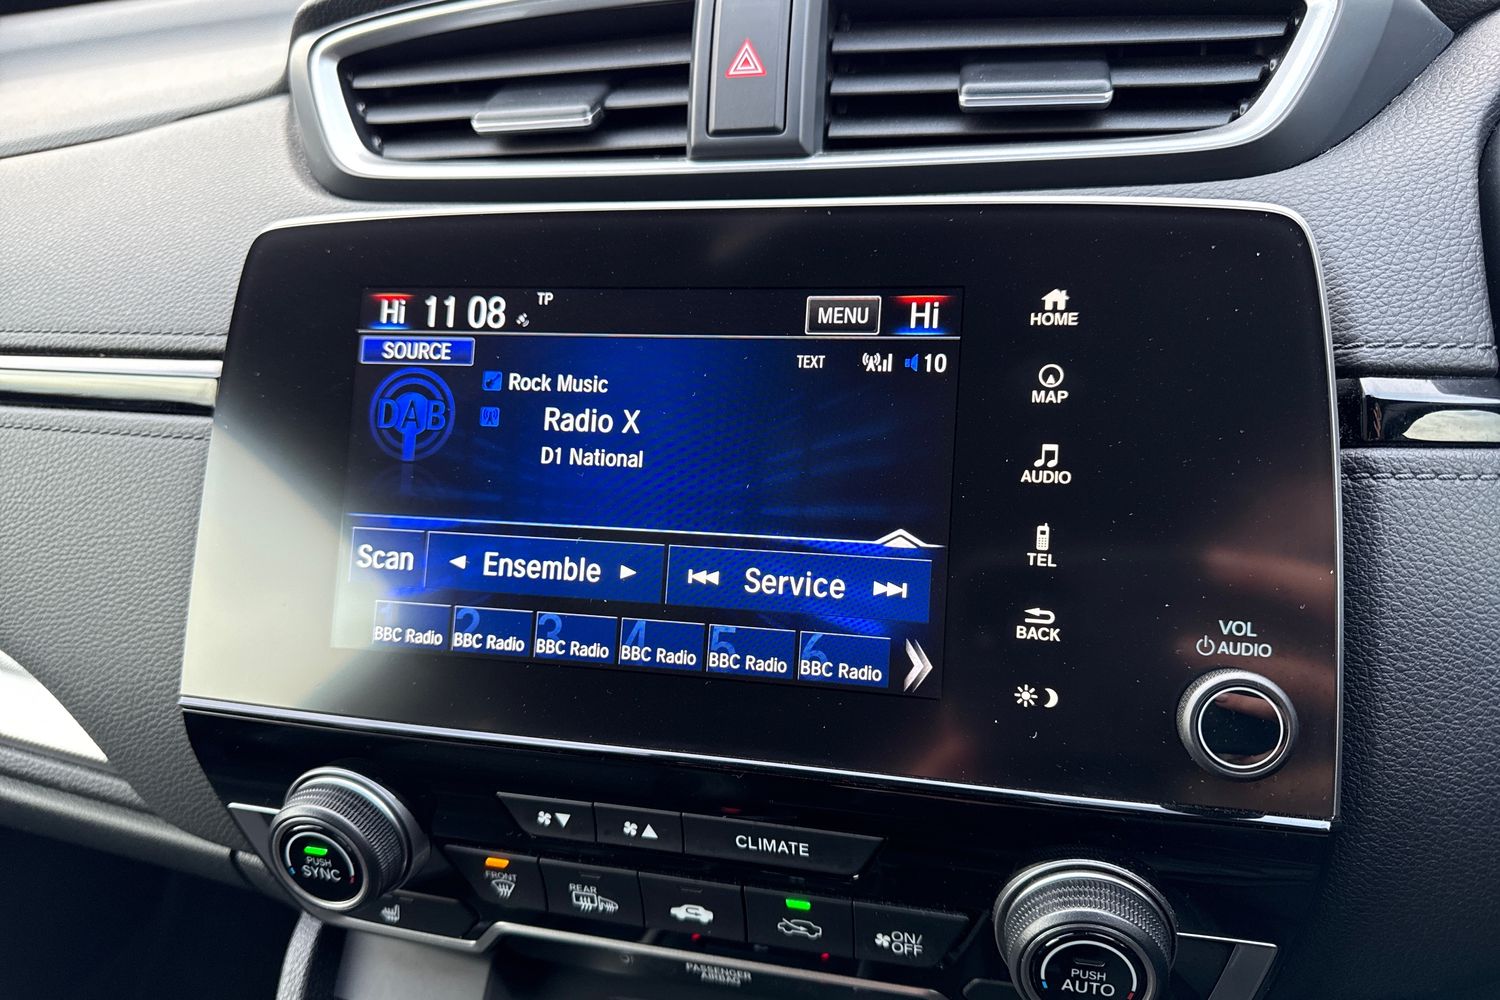 Hi 11 08 TP MENU Hi
SOURCE
TEXT 10
DAB
Rock Music
Radio X
D1 National
Scan Ensemble Service
1 2 3 4 5 6
BBC Radio BBC Radio BBC Radio BBC Radio BBC Radio BBC Radio
HOME
MAP
AUDIO
TEL
BACK
VOL
AUDIO
CLIMATE
PUSH
SYNC
FRONT
REAR
ON/
OFF
PUSH
AUTO
PASSENGER
AIRBAG